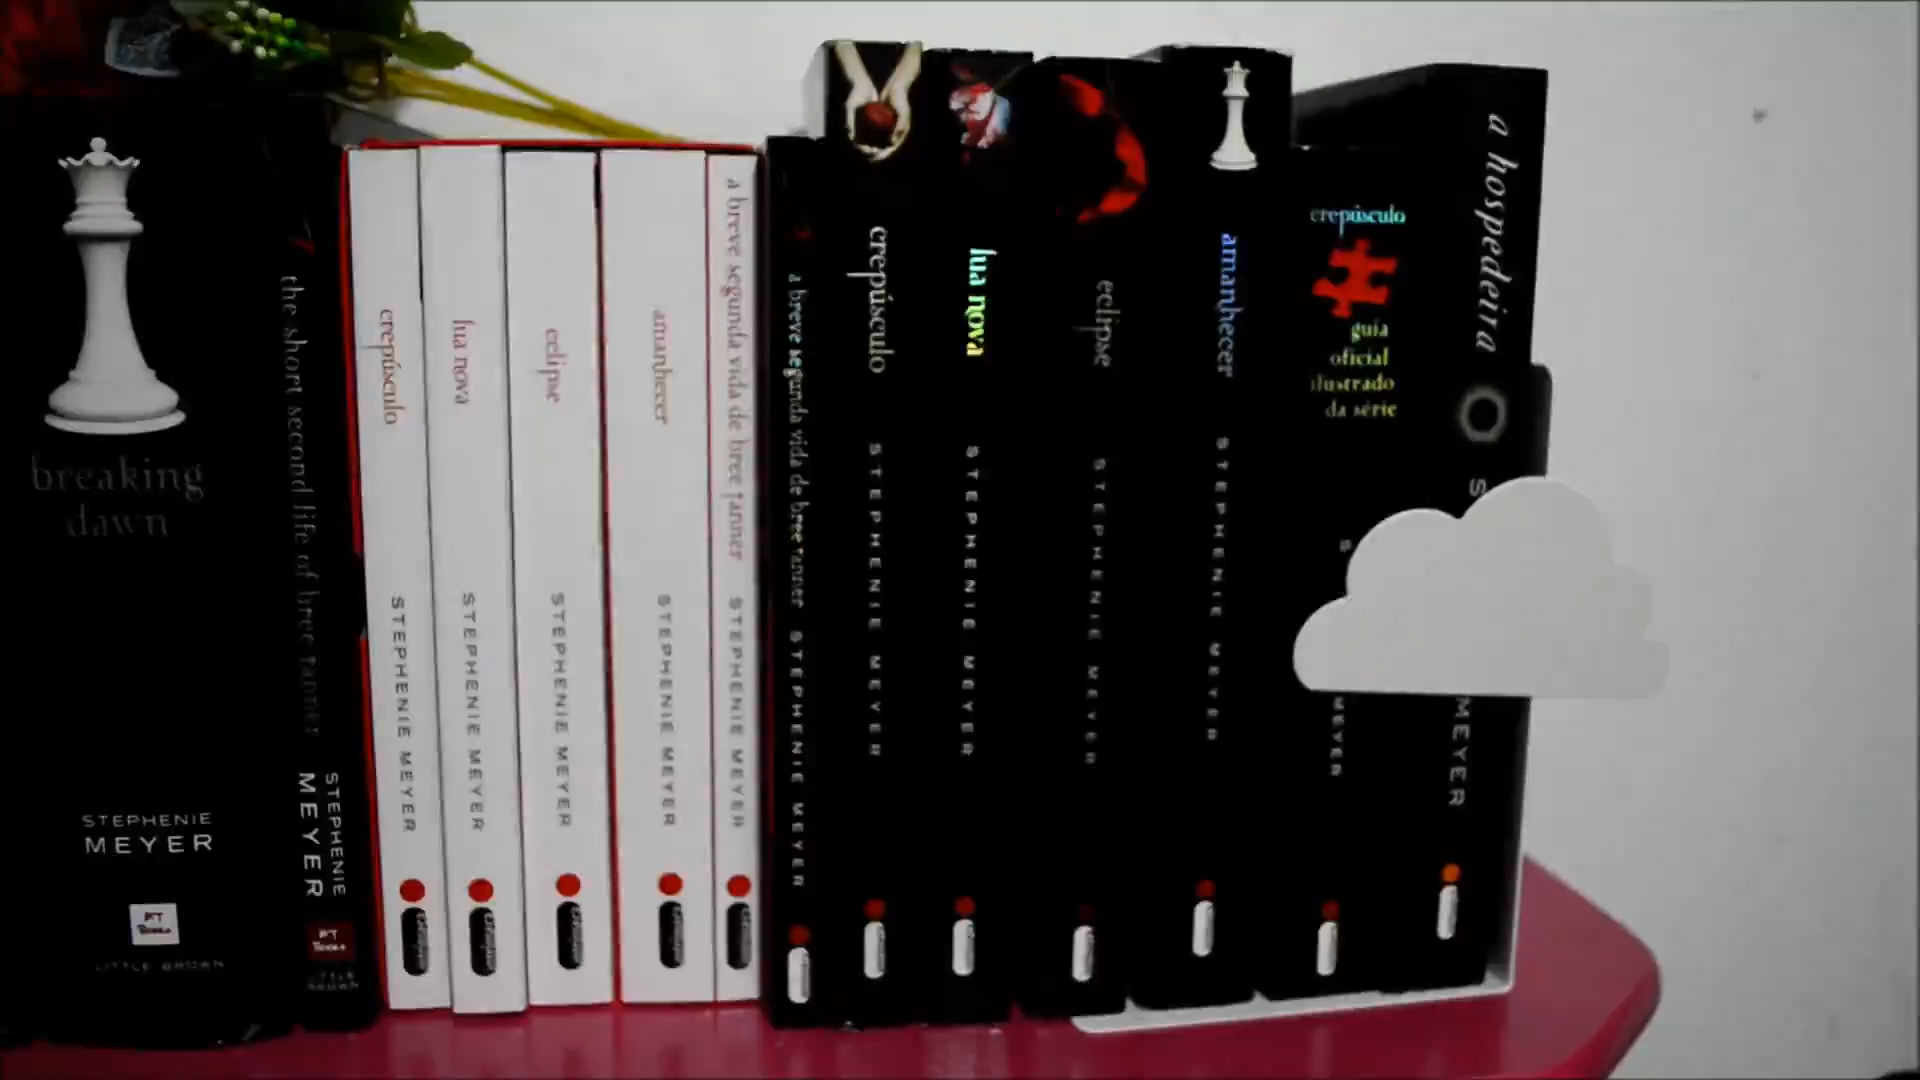 breaking
dawn
STEPHENIE
MEYER
LITTLE BROWN
the short second life of bree tanner
STEPHENIE
MEYER
crepúsculo
STEPHENIE MEYER
lua nova
STEPHENIE MEYER
eclipse
STEPHENIE MEYER
amanhecer
STEPHENIE MEYER
a breve segunda vida de bree tanner
STEPHENIE MEYER
a breve segunda vida de bree tanner
STEPHENIE MEYER
crepúsculo
STEPHENIE MEYER
lua nova
STEPHENIE MEYER
eclipse
STEPHENIE MEYER
amanhecer
STEPHENIE MEYER
crepúsculo
guia
oficial
ilustrado
da série
S
MEYER
a hospedeira
S
MEYER